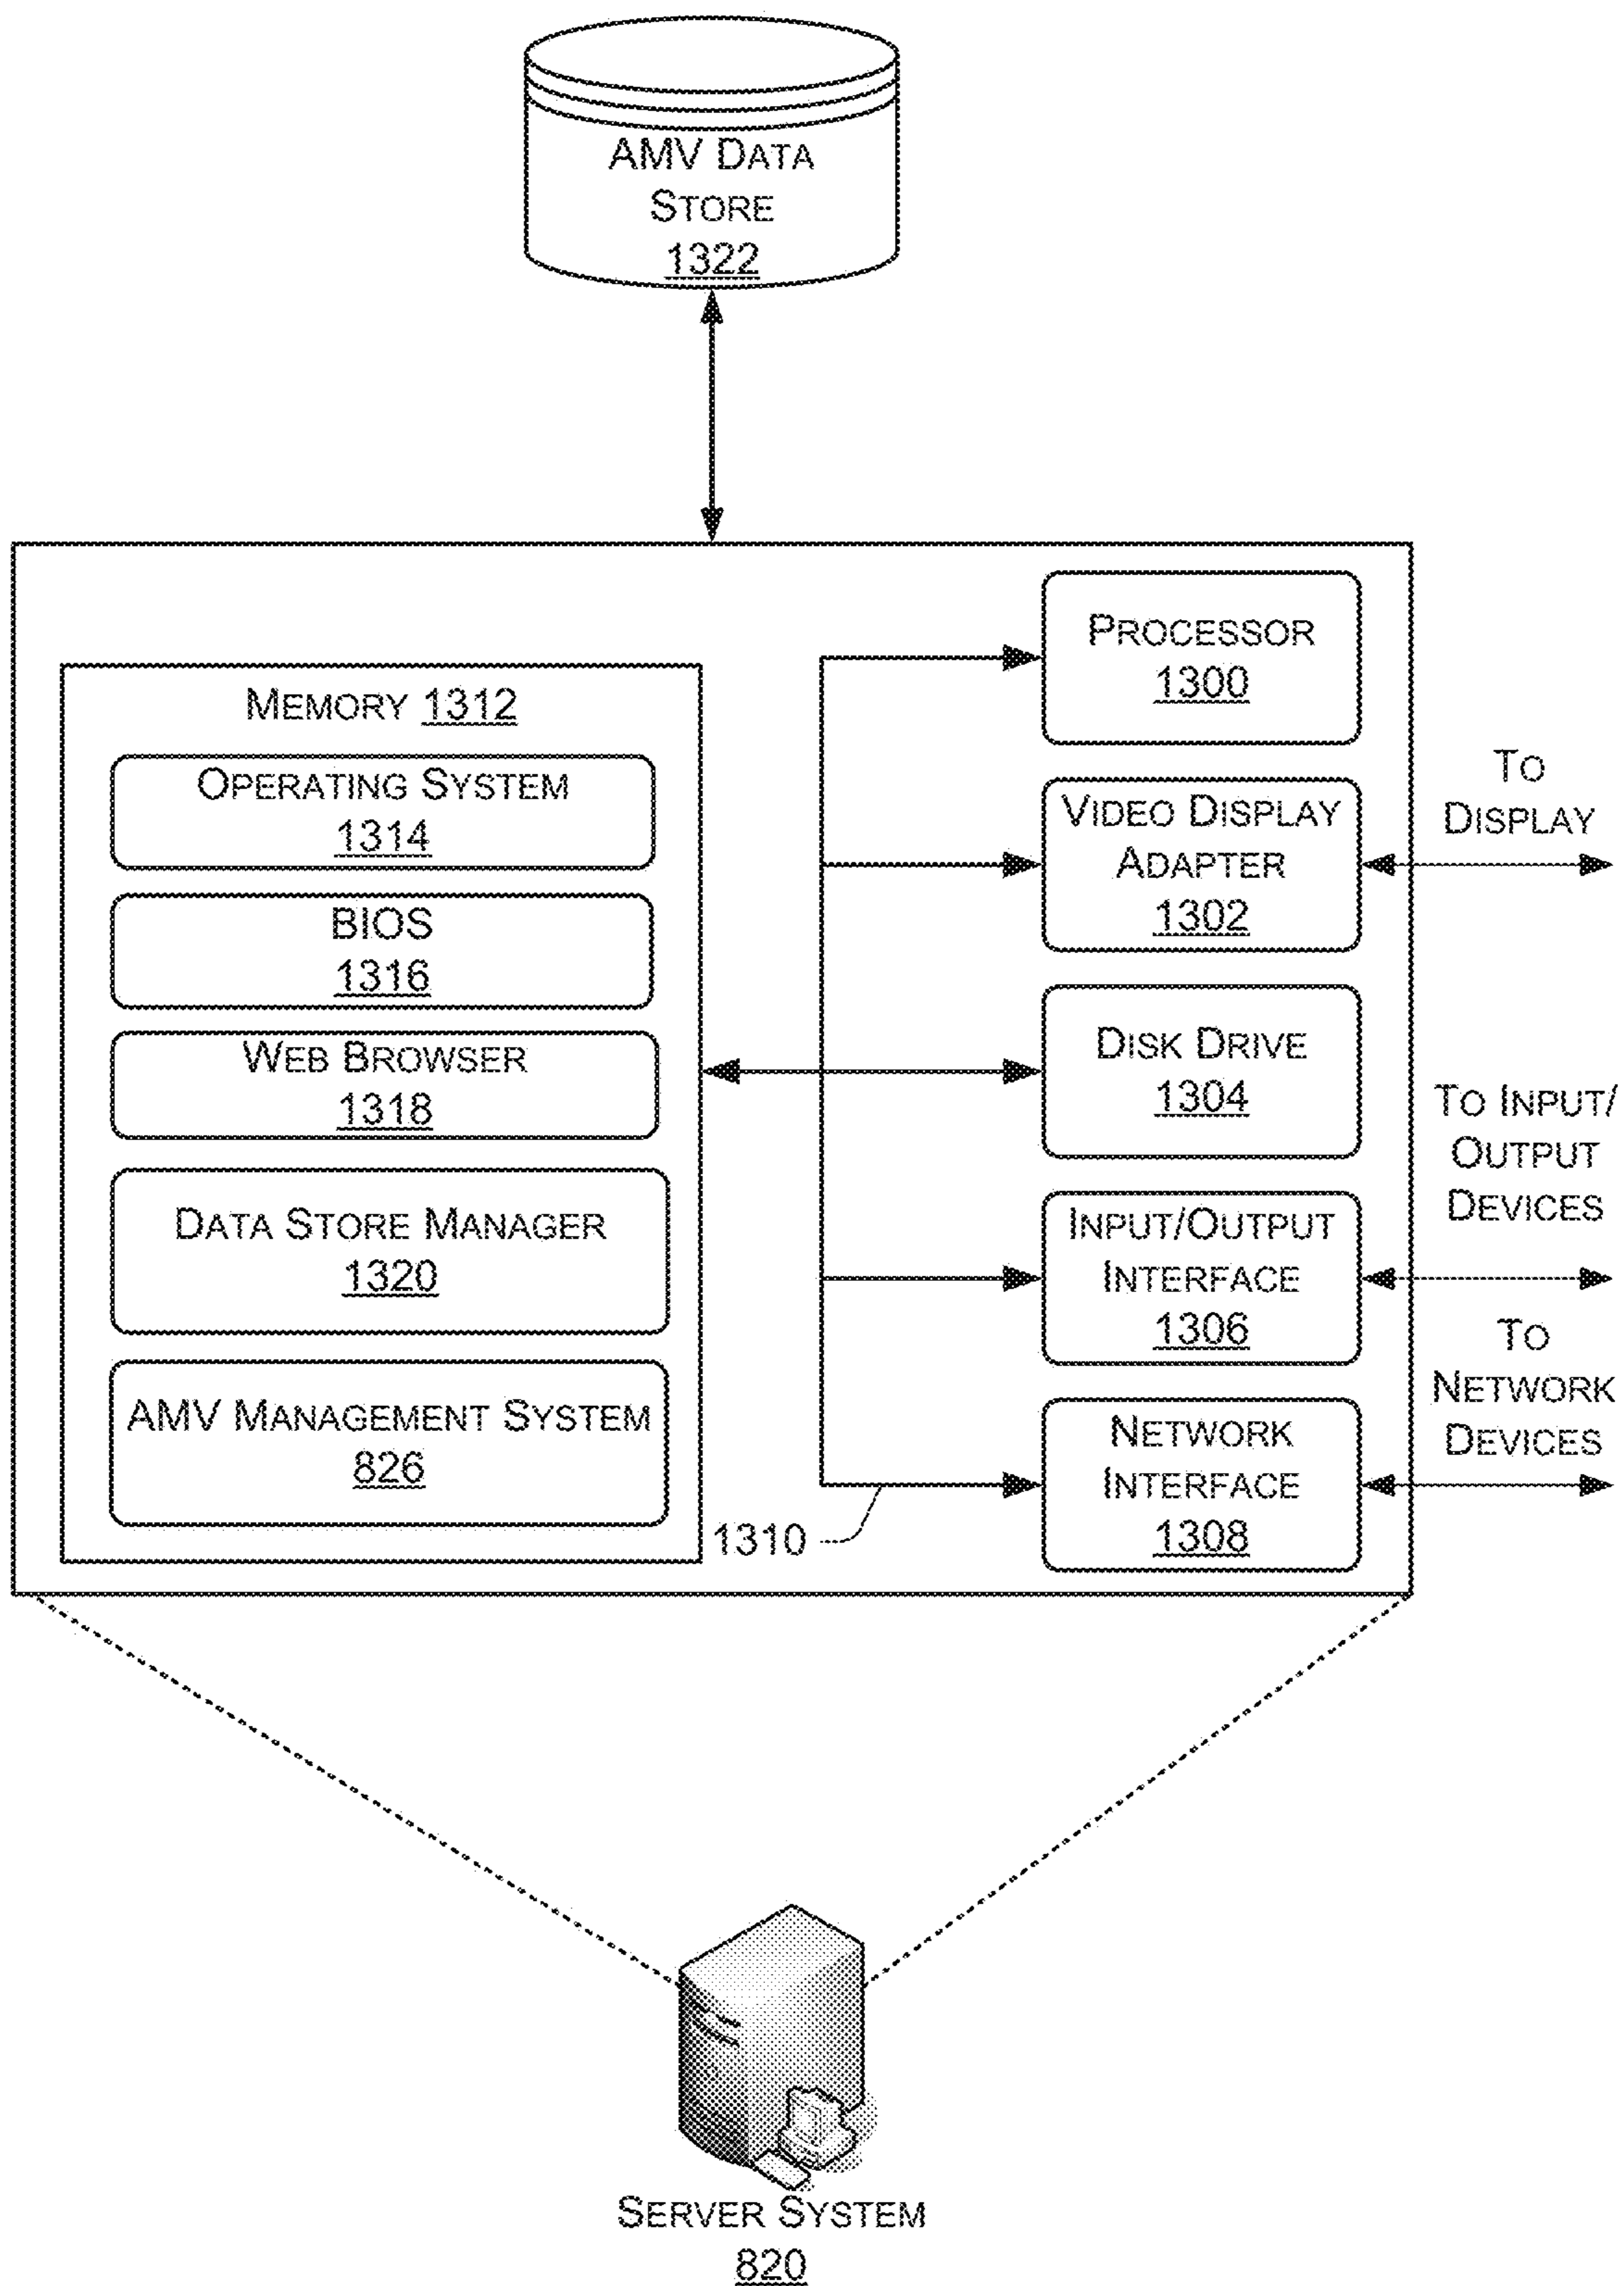 AMV DATA
STORE
1322
MEMORY 1312
OPERATING SYSTEM
1314
BIOS
1316
WEB BROWSER
1318
DATA STORE MANAGER
1320
AMV MANAGEMENT SYSTEM
826
PROCESSOR
1300
VIDEO DISPLAY
ADAPTER
1302
DISK DRIVE
1304
INPUT/OUTPUT
INTERFACE
1306
NETWORK
INTERFACE
1308
1310
TO
DISPLAY
TO INPUT/
OUTPUT
DEVICES
TO
NETWORK
DEVICES
SERVER SYSTEM
820